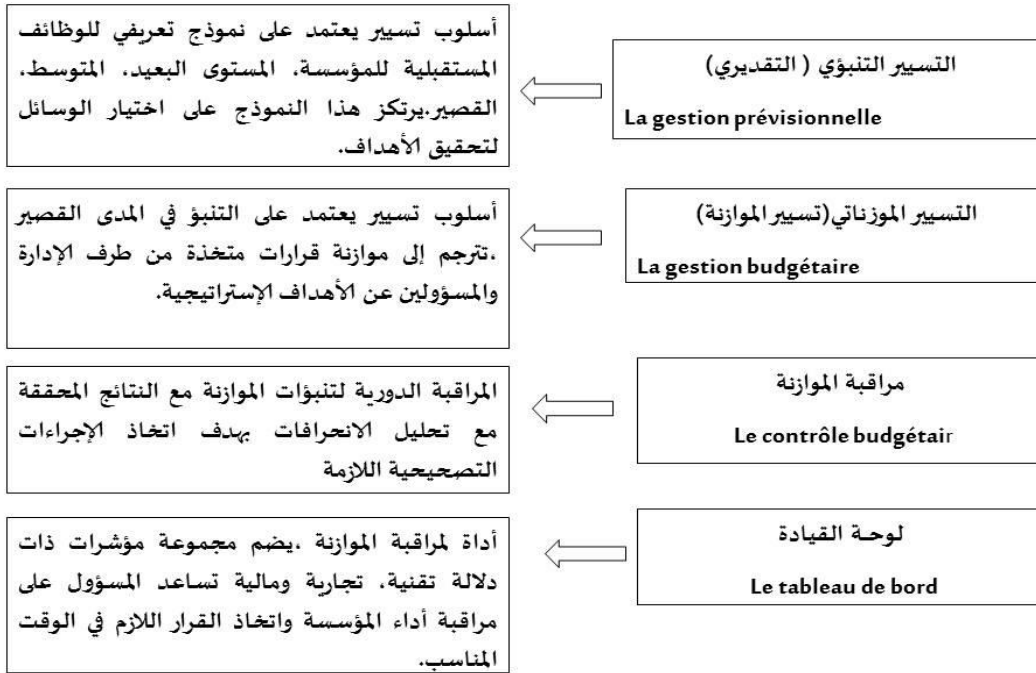 التسيير التنبؤي ( التقديري)
La gestion prévisionnelle
أسلوب تسيير يعتمد على نموذج تعريفي للوظائف
المستقبلية للمؤسسة، المستوى البعيد، المتوسط،
القصير.يرتكز هذا النموذج على اختيار الوسائل
لتحقيق الأهداف.
التسيير الموزناتي(تسيير الموازنة)
La gestion budgétaire
أسلوب تسيير يعتمد على التنبؤ في المدى القصير
،تترجم إلى موازنة قرارات متخذة من طرف الإدارة
والمسؤولين عن الأهداف الإستراتيجية.
مراقبة الموازنة
Le contrôle budgétair
المراقبة الدورية لتنبؤات الموازنة مع النتائج المحققة
مع تحليل الانحرافات بهدف اتخاذ الإجراءات
التصحيحية اللازمة
لوحة القيادة
Le tableau de bord
أداة لمراقبة الموازنة ،يضم مجموعة مؤشرات ذات
دلالة تقنية، تجارية ومالية تساعد المسؤول على
مراقبة أداء المؤسسة واتخاذ القرار اللازم في الوقت
المناسب.